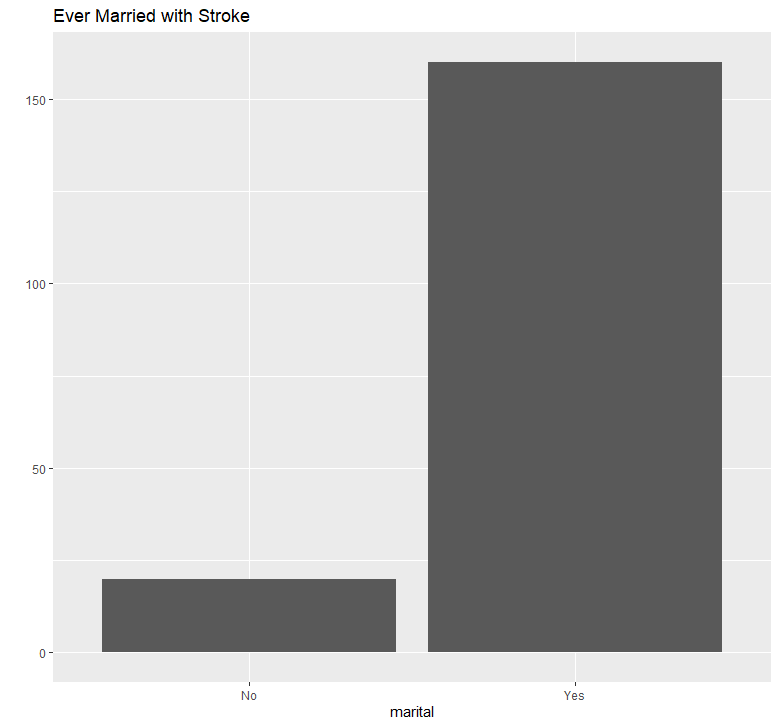 Ever Married with Stroke
150
100
50
0
No Yes
marital